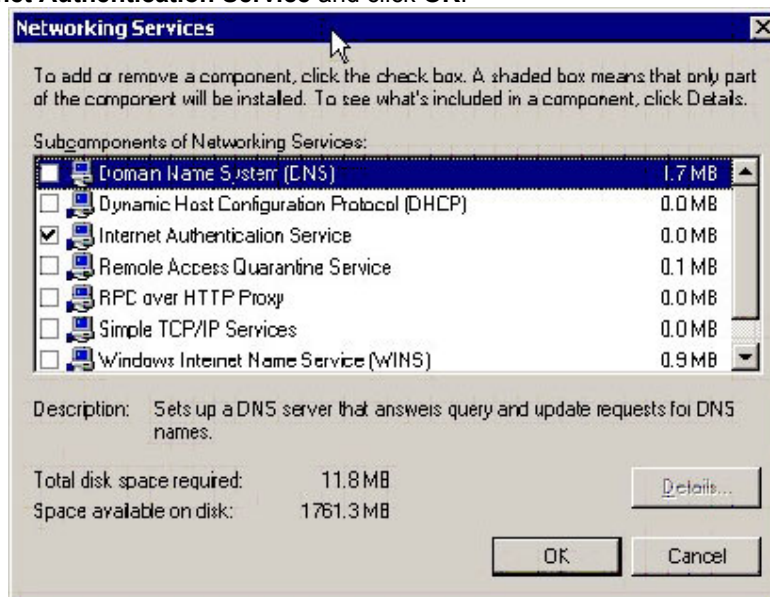 et Authentication Service and click OK.
Networking Services
To add or remove a component, click the check box. A shaded box means that only part
of the component will be installed. To see what's included in a component, click Details.
Subcomponents of Networking Services:
Domain Name System (DNS) 1.7 MB
Dynamic Host Configuration Protocol (DHCP) 0.0 MB
Internet Authentication Service 0.0 MB
Remote Access Quarantine Service 0.1 MB
RPC over HTTP Proxy 0.0 MB
Simple TCP/IP Services 0.0 MB
Windows Internet Name Service (WINS) 0.9 MB
Description: Sets up a DNS server that answers query and update requests for DNS
names.
Total disk space required: 11.8 MB
Space available on disk: 1761.3 MB
Details...
OK Cancel